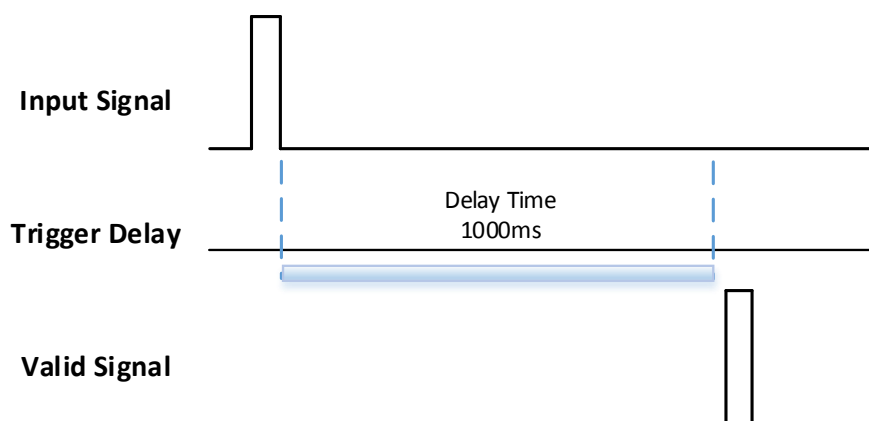 Input Signal
Delay Time
1000ms
Trigger Delay
Valid Signal